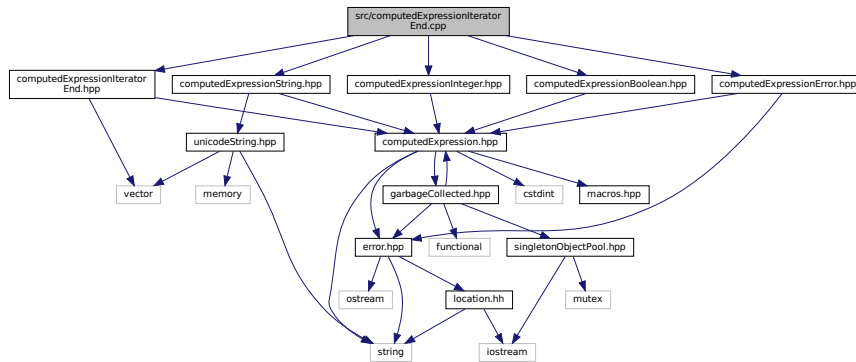 src/computedExpressionIterator
End.cpp
computedExpressionIterator
End.hpp
computedExpressionString.hpp
computedExpressionInteger.hpp
computedExpressionBoolean.hpp
computedExpressionError.hpp
unicodeString.hpp
computedExpression.hpp
vector
memory
garbageCollected.hpp
cstdint
macros.hpp
error.hpp
functional
singletonObjectPool.hpp
ostream
location.hh
mutex
string
iostream